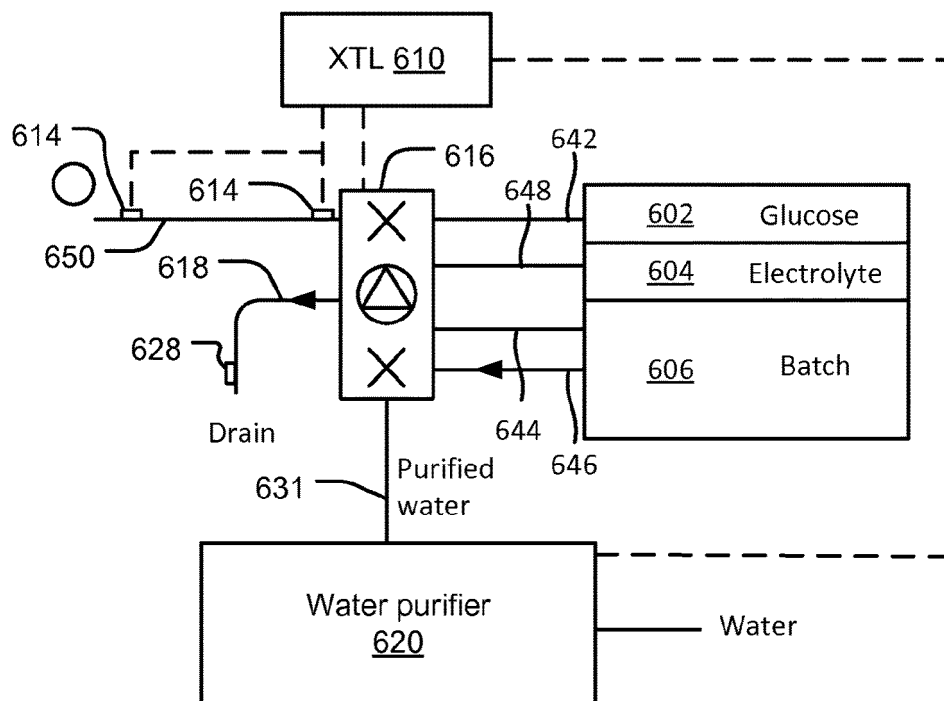 XTL 610
614
616
642
614
648
602 Glucose
650
618
604 Electrolyte
628
606 Batch
644
Drain
646
Purified
water
631
Water purifier
620
Water